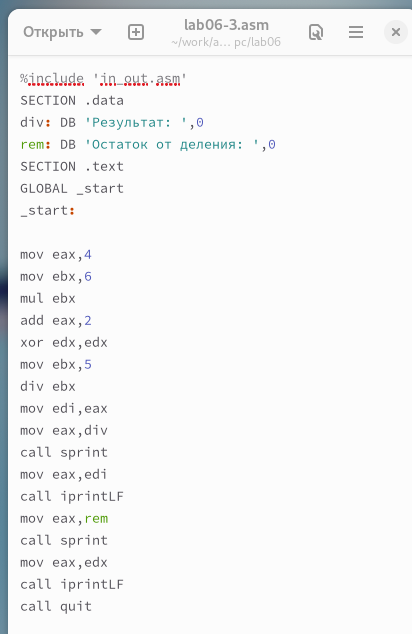 Открыть
lab06-3.asm
~/work/a... pc/lab06
%include 'in_out.asm'
SECTION .data
div: DB 'Результат: ',0
rem: DB 'Остаток от деления: ',0
SECTION .text
GLOBAL _start
_start:
mov eax,4
mov ebx,6
mul ebx
add eax,2
xor edx,edx
mov ebx,5
div ebx
mov edi,eax
mov eax,div
call sprint
mov eax,edi
call iprintLF
mov eax,rem
call sprint
mov eax,edx
call iprintLF
call quit